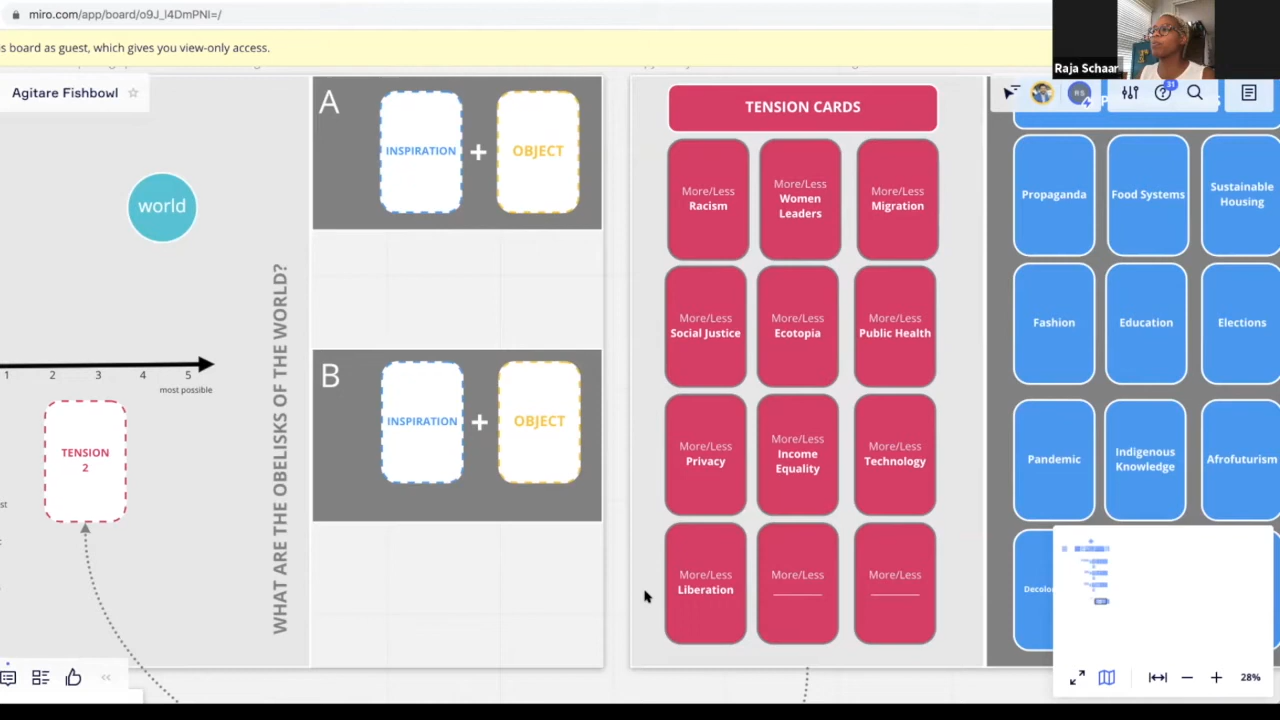 miro.com/app/board/o9J_l4DmPNI=/
s board as guest, which gives you view-only access.
Raja Schaar
Agitare Fishbowl
31
RS
world
1 2 3 4 5
most possible
TENSION
2
st
WHAT ARE THE OBELISKS OF THE WORLD?
A
INSPIRATION + OBJECT
B
INSPIRATION + OBJECT
TENSION CARDS
More/Less
Racism
More/Less
Women
Leaders
More/Less
Migration
More/Less
Social Justice
More/Less
Ecotopia
More/Less
Public Health
More/Less
Privacy
More/Less
Income
Equality
More/Less
Technology
More/Less
Liberation
More/Less
More/Less
Propaganda
Food Systems
Sustainable
Housing
Fashion
Education
Elections
Pandemic
Indigenous
Knowledge
Afrofuturism
Decolo
28%